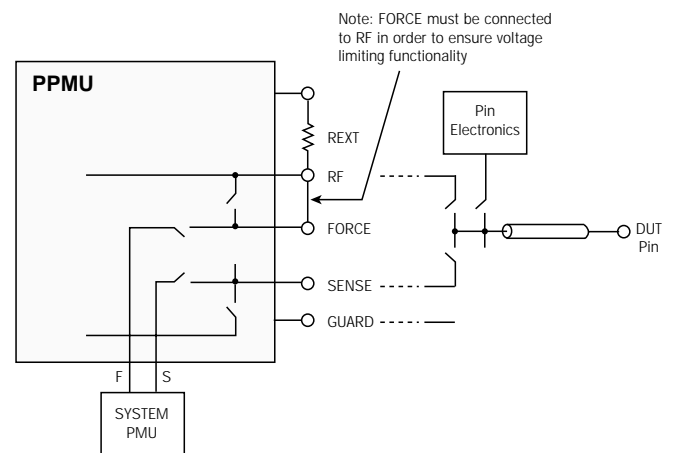 Note: FORCE must be connected
to RF in order to ensure voltage
limiting functionality
PPMU
Pin
Electronics
REXT
RF
FORCE
DUT
Pin
SENSE
GUARD
F
S
SYSTEM
PMU